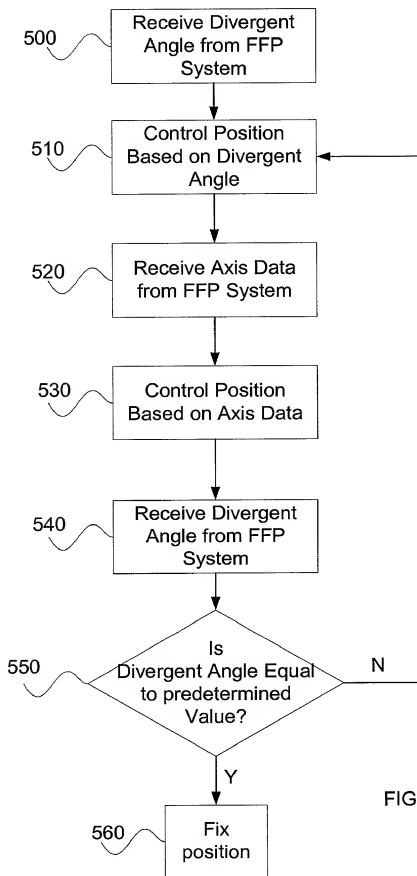 500
Receive Divergent
Angle from FFP
System
510
Control Position
Based on Divergent
Angle
520
Receive Axis Data
from FFP System
530
Control Position
Based on Axis Data
540
Receive Divergent
Angle from FFP
System
550
Is
Divergent Angle Equal
to predetermined
Value?
N
Y
560
Fix
position
FIG